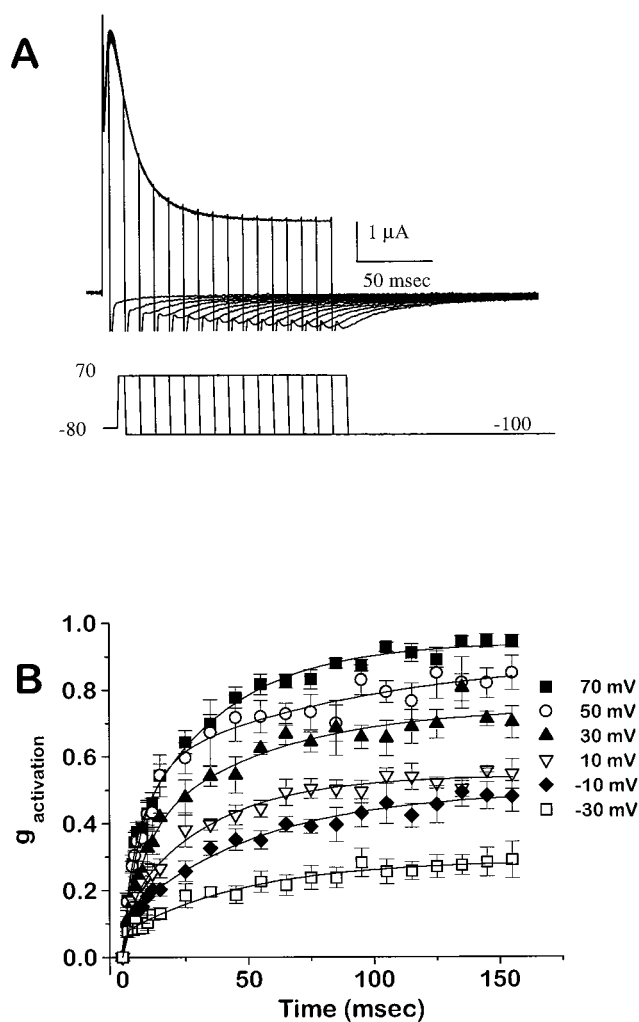 A
1 μA
50 msec
70
-80
-100
B
1.0
0.8
0.6
0.4
0.2
0.0
g activation
0
50
100
150
Time (msec)
70 mV
50 mV
30 mV
10 mV
-10 mV
-30 mV